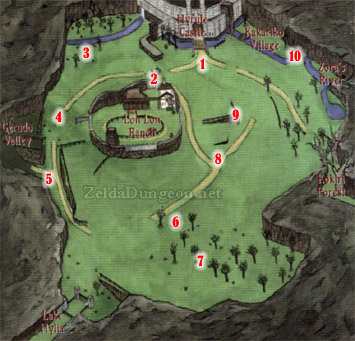 Hyrule
Castle
Kakariko
Village
3
10
1
Zora's
River
2
4
Lon Lon
Ranch
9
Gerudo
Valley
8
5
Kokiri
Forest
ZeldaDungeon.net
6
7
Lake
Hylia